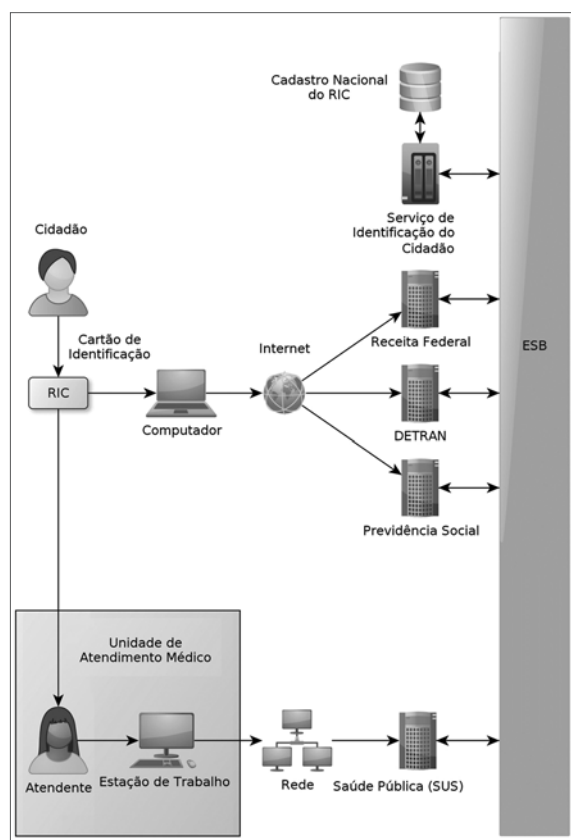 Cadastro Nacional
do RIC
Serviço de
Identificação do
Cidadão
Cidadão
Cartão de
Identificação
RIC
Computador
Internet
Receita Federal
DETRAN
Previdência Social
ESB
Unidade de
Atendimento Médico
Atendente
Estação de Trabalho
Rede
Saúde Pública (SUS)